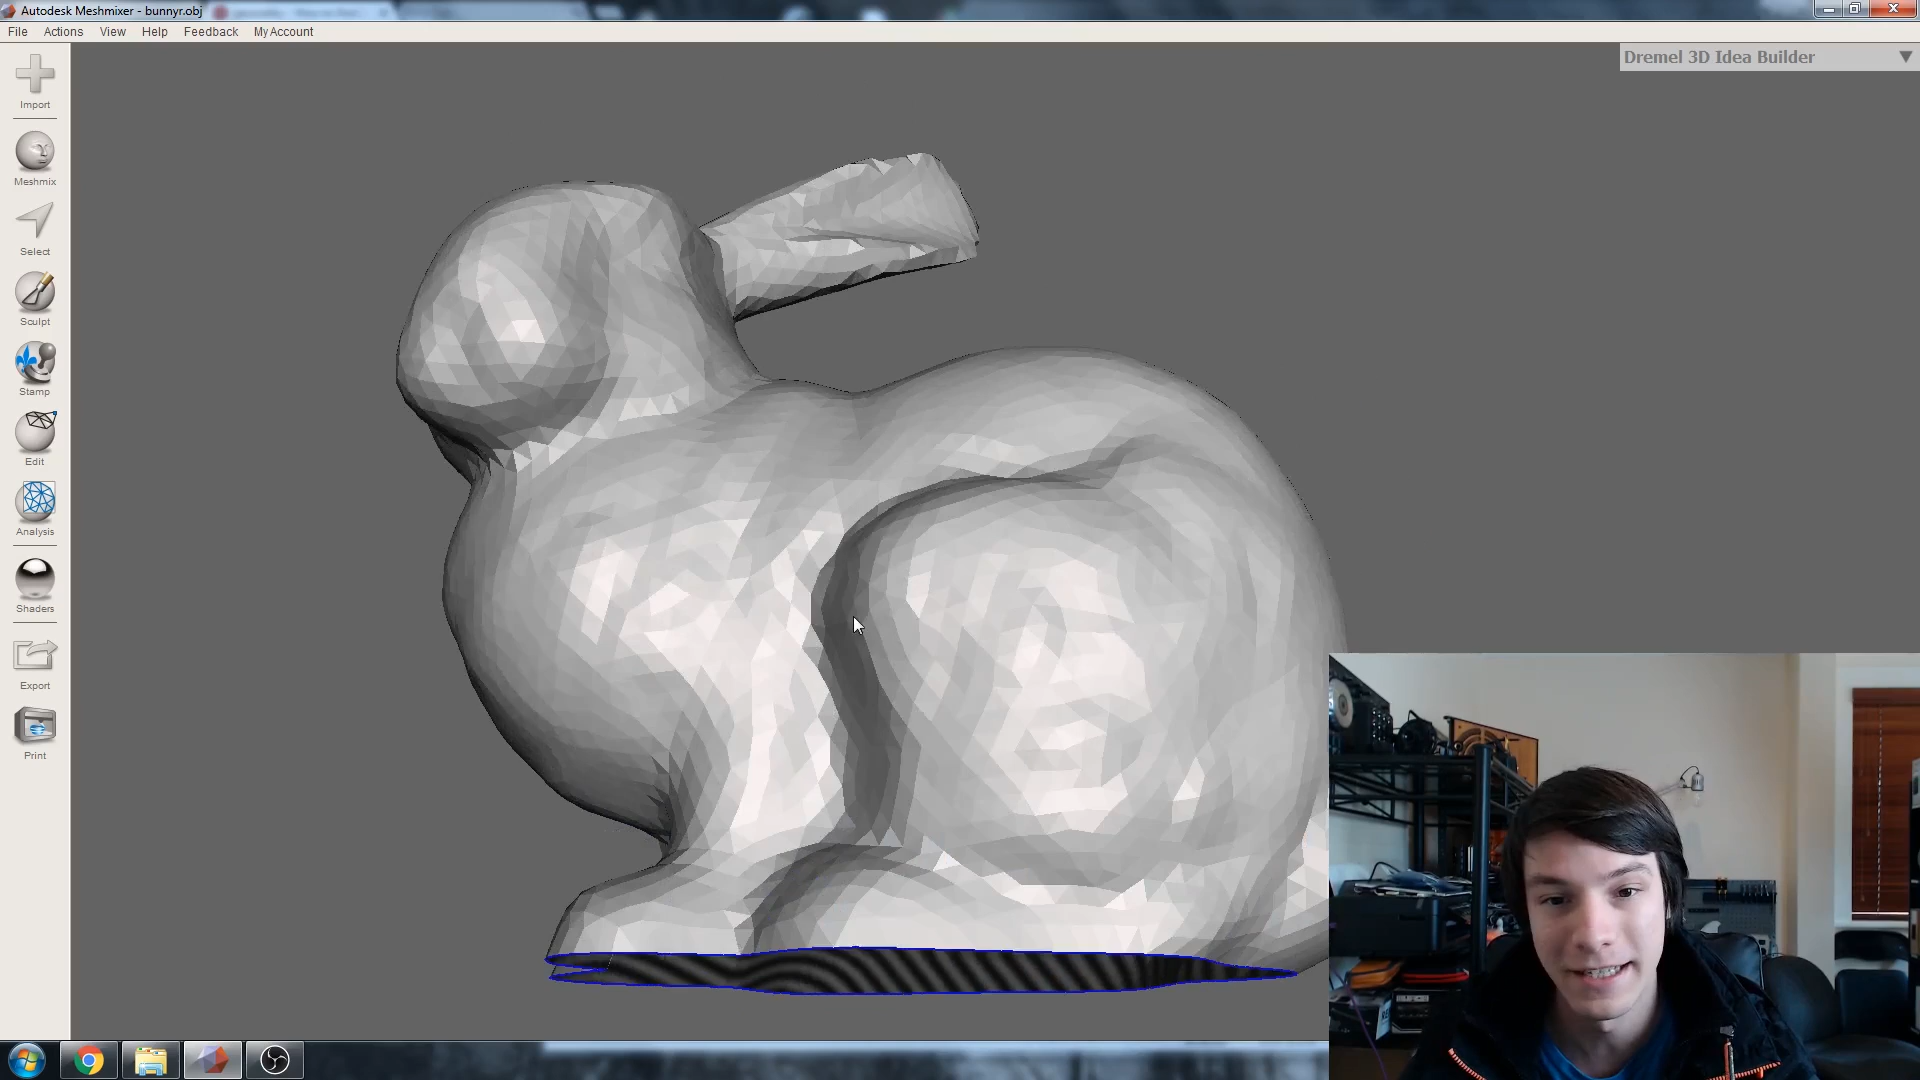 Autodesk Meshmixer - bunnyr.obj
File Actions View Help Feedback My Account
Dremel 3D Idea Builder
Import
Meshmix
Select
Sculpt
Stamp
Edit
Analysis
Shaders
Export
Print